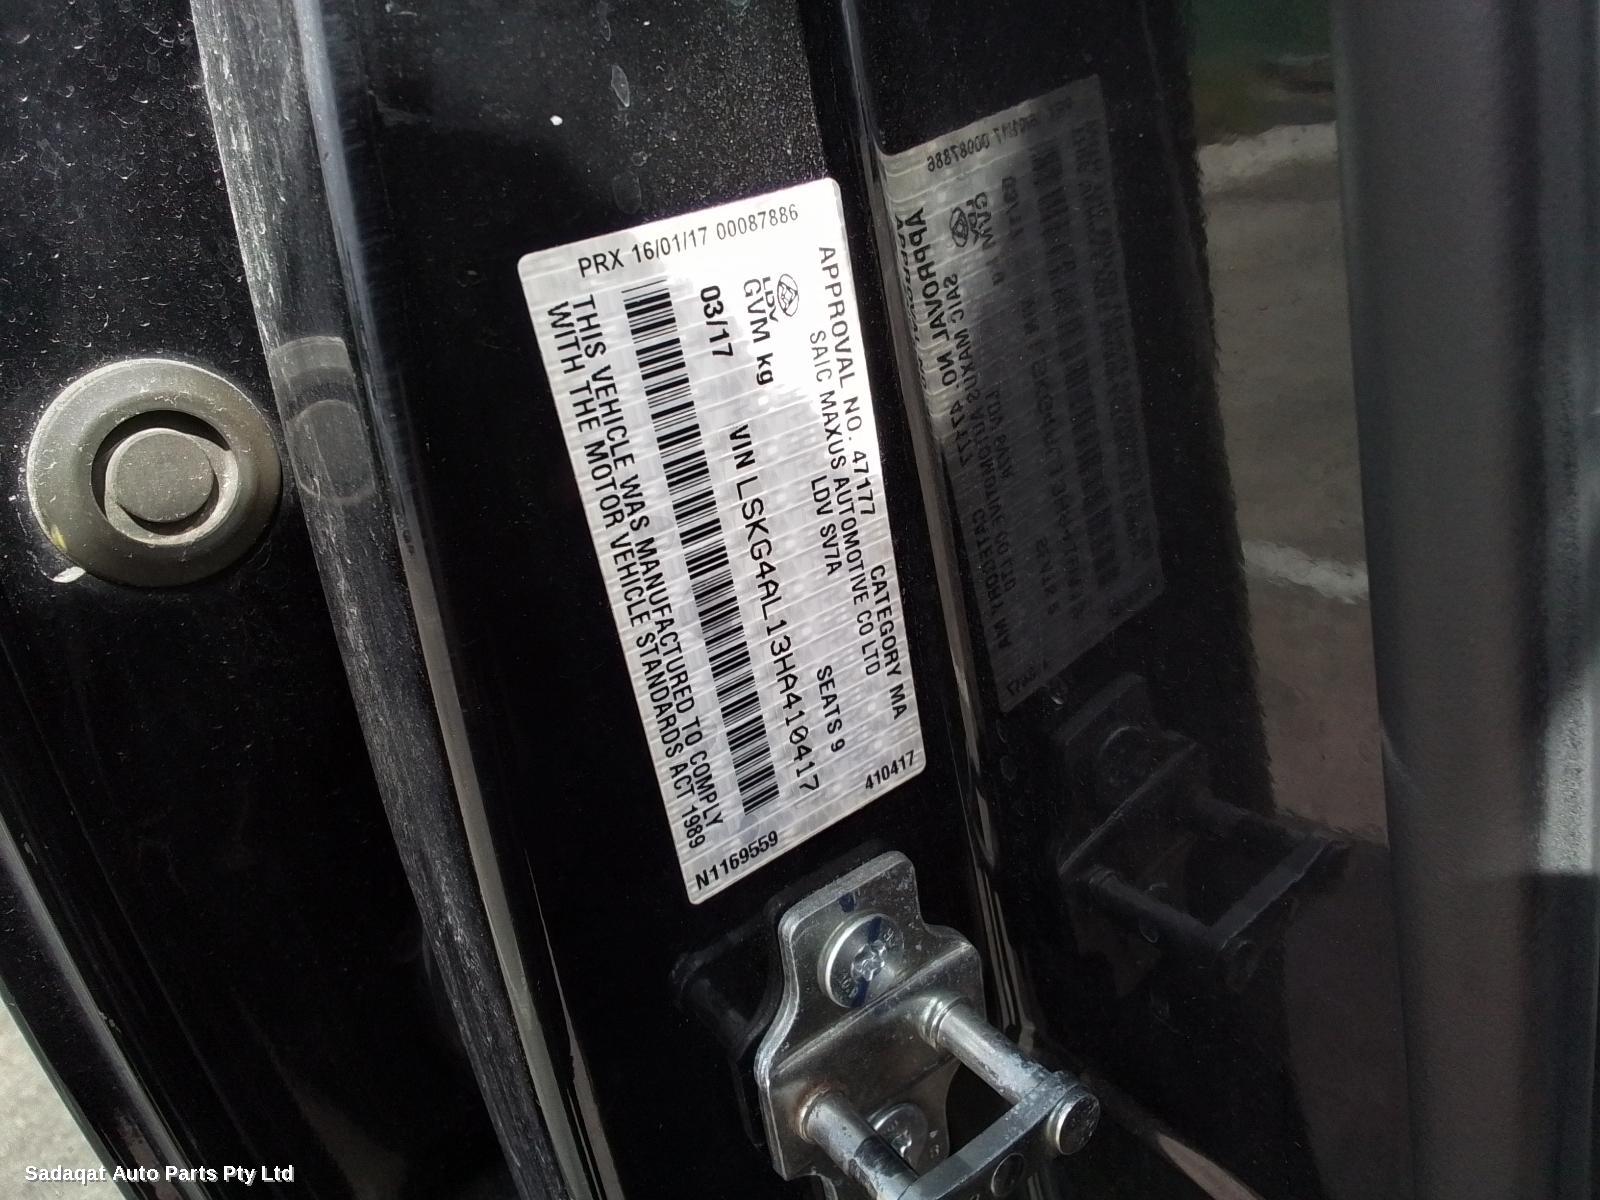 PRX 16/01/17 00087886
APPROVAL NO. 47177 CATEGORY MA
SAIC MAXUS AUTOMOTIVE CO LTD
LDV SV7A
LDV
GVM kg SEATS 9
03/17 VIN LSKG4AL13HA410417
THIS VEHICLE WAS MANUFACTURED TO COMPLY
WITH THE MOTOR VEHICLE STANDARDS ACT 1989
410417
N1169559
Sadaqat Auto Parts Pty Ltd